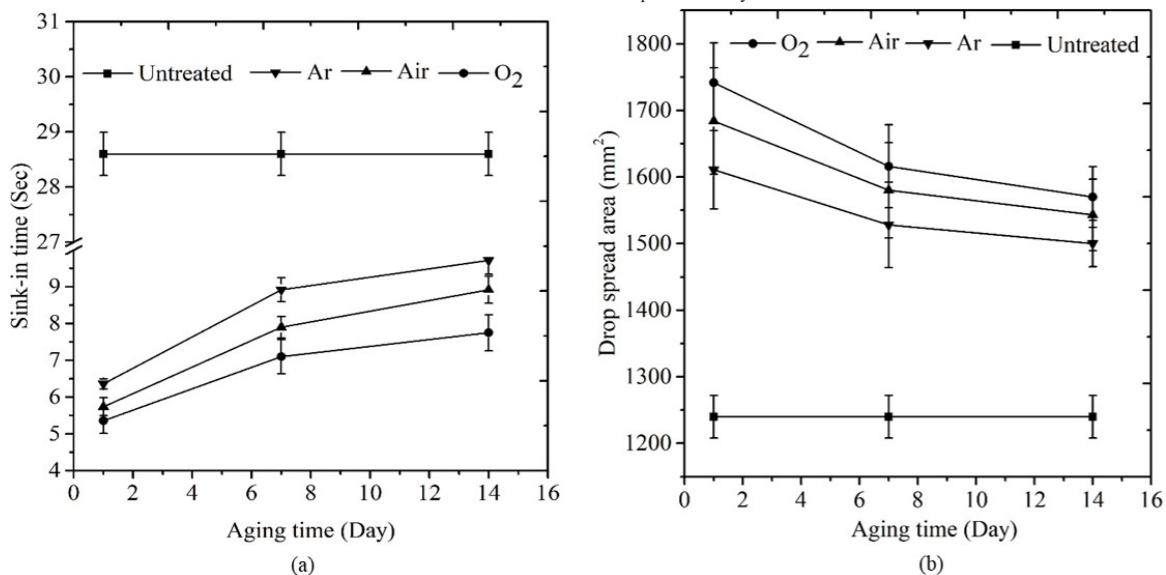 Untreated Ar Air O2
Sink-in time (Sec)
31
30
29
28
27
9
8
7
6
5
4
0 2 4 6 8 10 12 14 16
Aging time (Day)
(a)
O2 Air Ar Untreated
Drop spread area (mm²)
1800
1700
1600
1500
1400
1300
1200
0 2 4 6 8 10 12 14 16
Aging time (Day)
(b)